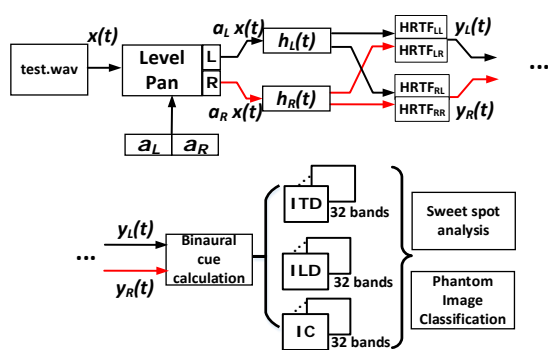 x(t)
test.wav
Level
Pan
L
R
a_L x(t)
a_R x(t)
h_L(t)
h_R(t)
HRTF_LL
HRTF_LR
HRTF_RL
HRTF_RR
y_L(t)
y_R(t)
...
a_L
a_R
...
y_L(t)
y_R(t)
Binaural
cue
calculation
ITD
32 bands
ILD
32 bands
IC
32 bands
Sweet spot
analysis
Phantom
Image
Classification